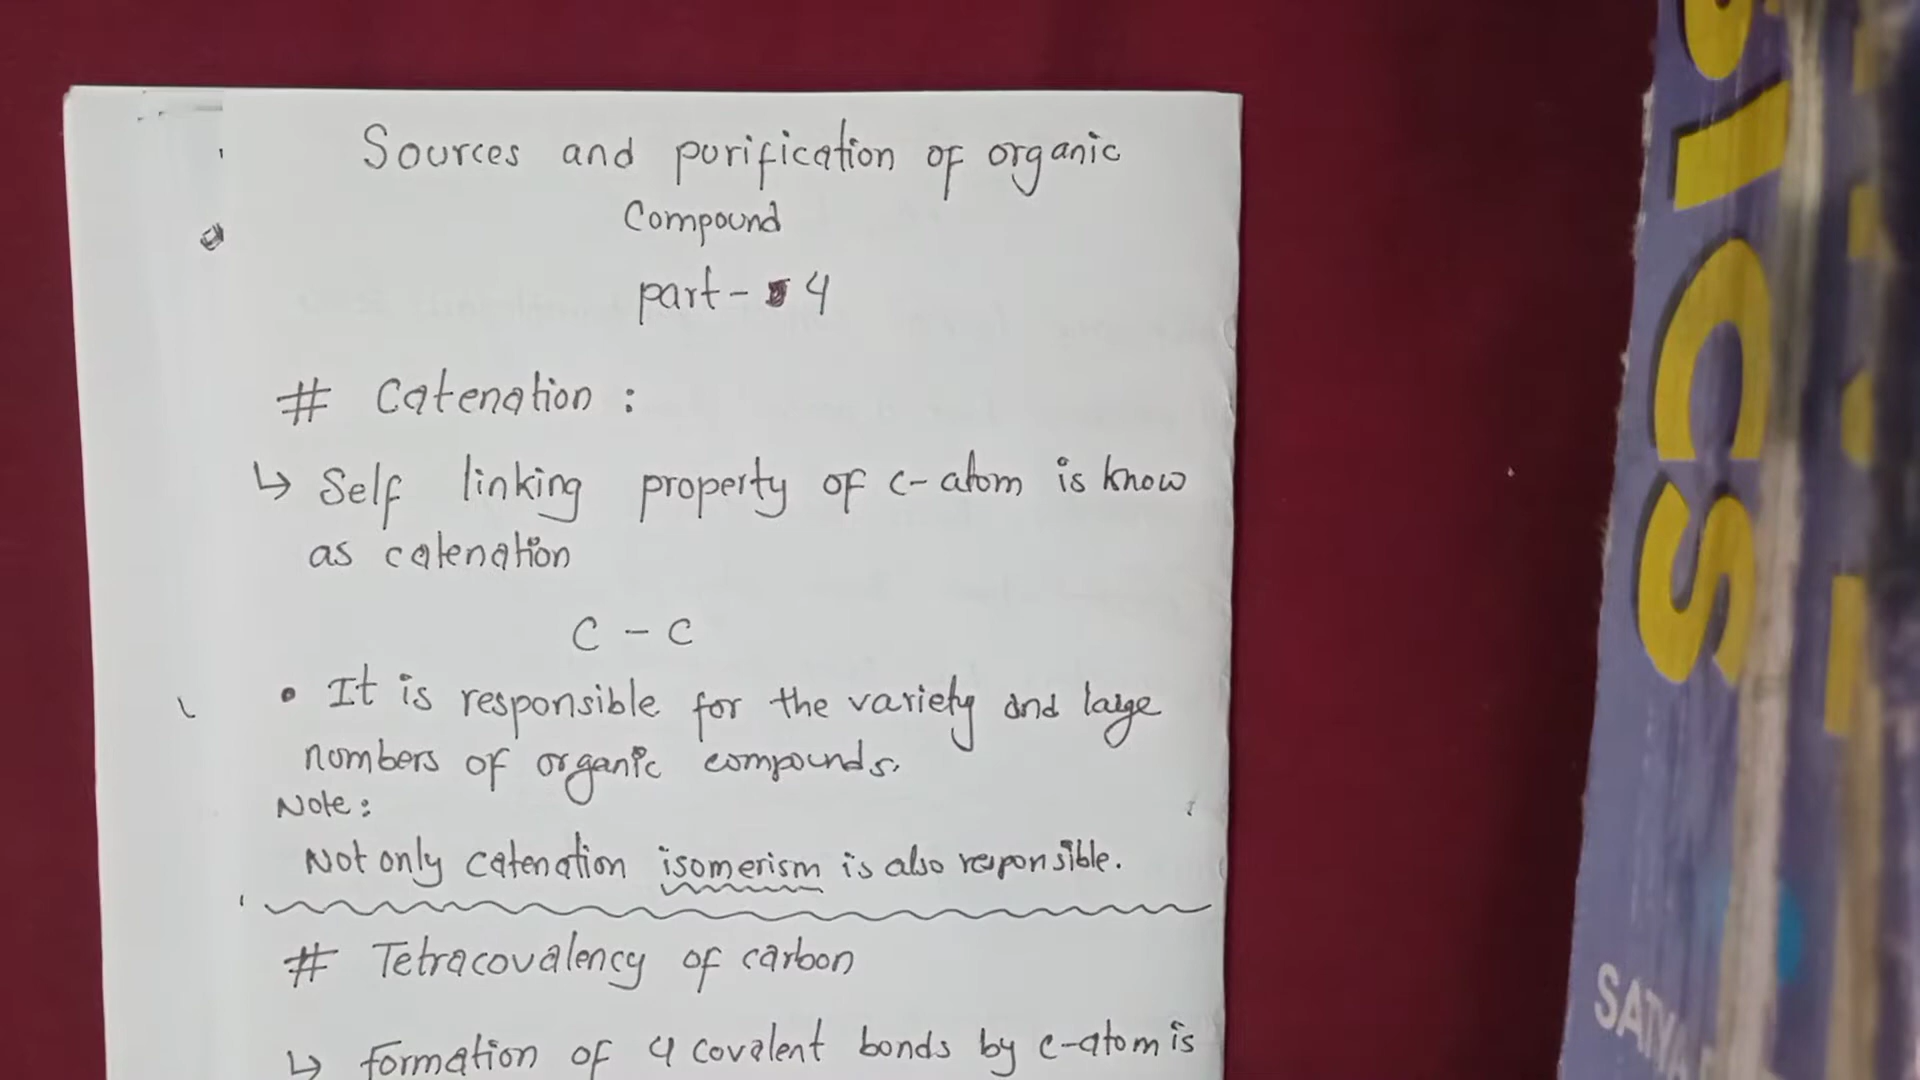 Sources and purification of organic
Compound
part - 4
# Catenation :
↳ Self linking property of c-atom is know
as catenation
C - C
• It is responsible for the variety and large
numbers of organic compounds.
Note:
Not only catenation isomerism is also responsible.
# Tetracovalency of carbon
↳ formation of 4 covalent bonds by c-atom is
SICS